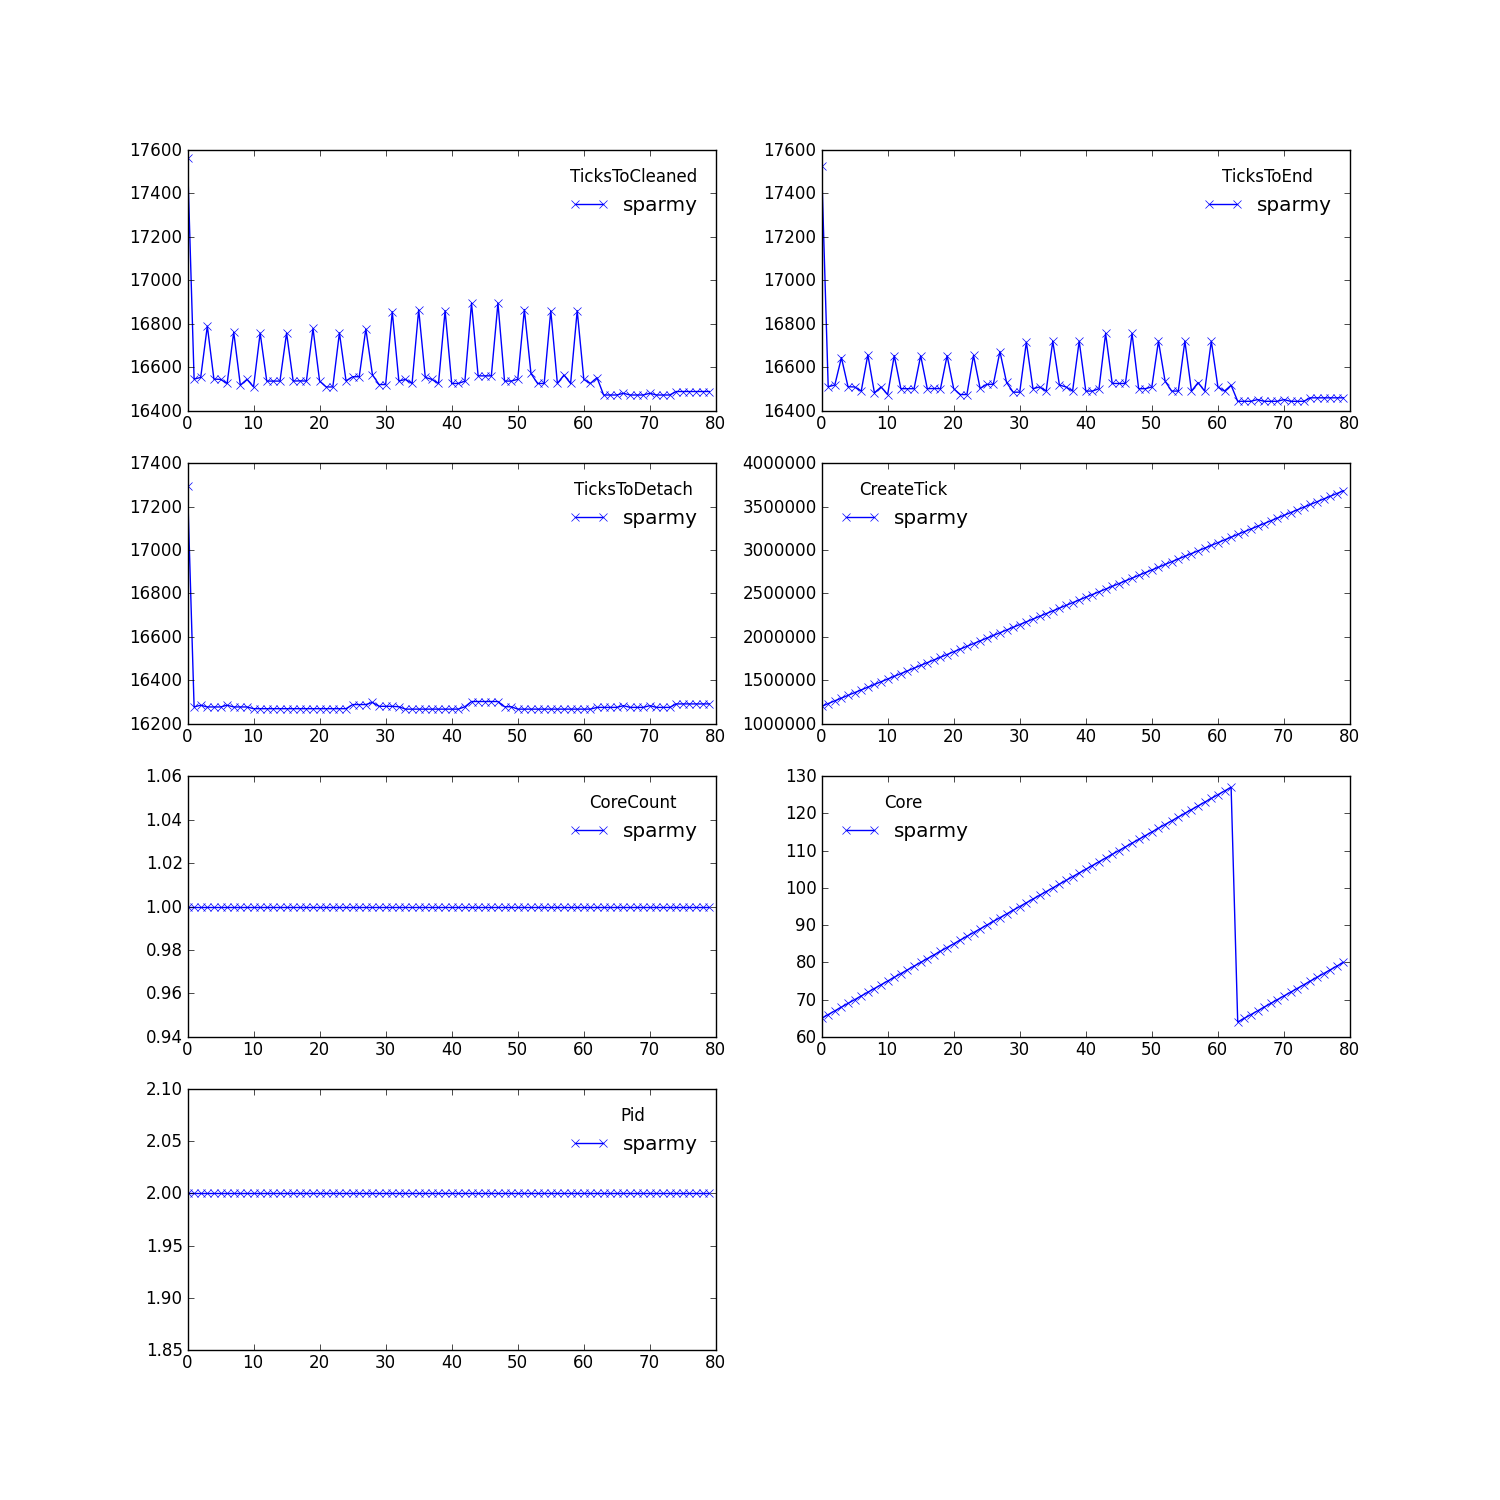 17600
17400
17200
17000
16800
16600
16400
0 10 20 30 40 50 60 70 80
TicksToCleaned
sparmy
17600
17400
17200
17000
16800
16600
16400
0 10 20 30 40 50 60 70 80
TicksToEnd
sparmy
17400
17200
17000
16800
16600
16400
16200
0 10 20 30 40 50 60 70 80
TicksToDetach
sparmy
4000000
3500000
3000000
2500000
2000000
1500000
1000000
0 10 20 30 40 50 60 70 80
CreateTick
sparmy
1.06
1.04
1.02
1.00
0.98
0.96
0.94
0 10 20 30 40 50 60 70 80
CoreCount
sparmy
130
120
110
100
90
80
70
60
0 10 20 30 40 50 60 70 80
Core
sparmy
2.10
2.05
2.00
1.95
1.90
1.85
0 10 20 30 40 50 60 70 80
Pid
sparmy